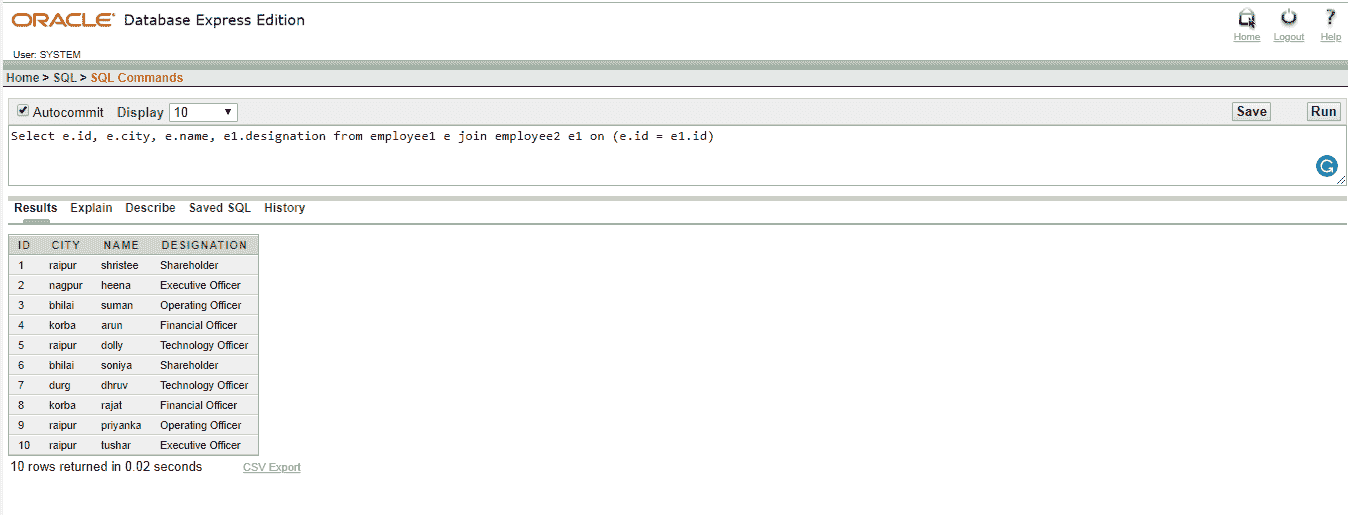 ORACLE Database Express Edition
Home Logout Help
User: SYSTEM
Home > SQL > SQL Commands
Autocommit Display 10 Save Run
Select e.id, e.city, e.name, e1.designation from employee1 e join employee2 e1 on (e.id = e1.id)
Results Explain Describe Saved SQL History
ID CITY NAME DESIGNATION
1 raipur shristee Shareholder
2 nagpur heena Executive Officer
3 bhilai suman Operating Officer
4 korba arun Financial Officer
5 raipur dolly Technology Officer
6 bhilai soniya Shareholder
7 durg dhruv Technology Officer
8 korba rajat Financial Officer
9 raipur priyanka Operating Officer
10 raipur tushar Executive Officer
10 rows returned in 0.02 seconds CSV Export